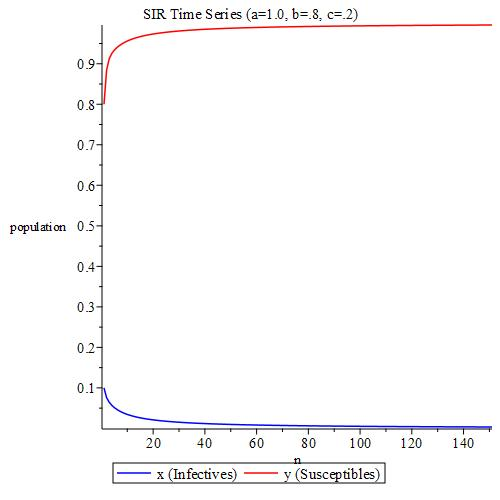 SIR Time Series (a=1.0, b=.8, c=.2)
0.9
0.8
0.7
0.6
0.5
population
0.4
0.3
0.2
0.1
20 40 60 80 100 120 140
n
x (Infectives) y (Susceptibles)